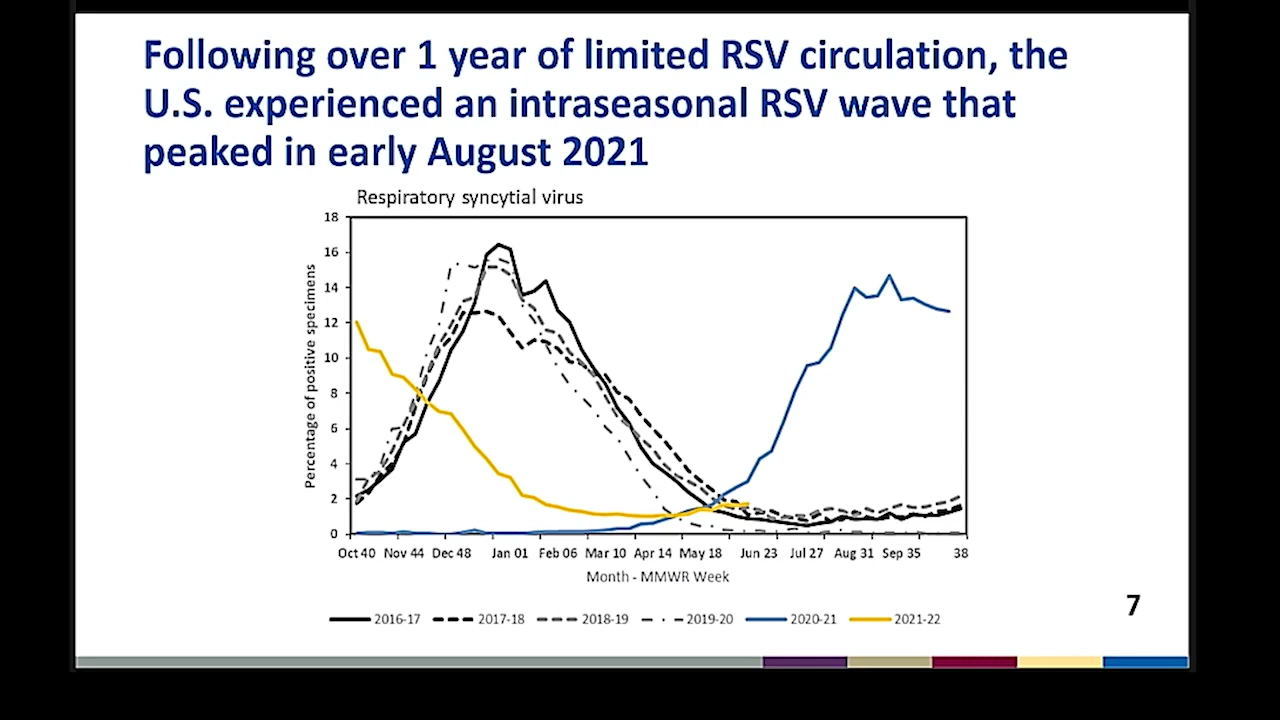 Following over 1 year of limited RSV circulation, the
U.S. experienced an intraseasonal RSV wave that
peaked in early August 2021
Respiratory syncytial virus
Percentage of positive specimens
18
16
14
12
10
8
6
4
2
0
Oct 40 Nov 44 Dec 48 Jan 01 Feb 06 Mar 10 Apr 14 May 18 Jun 23 Jul 27 Aug 31 Sep 35 38
Month - MMWR Week
2016-17 2017-18 2018-19 2019-20 2020-21 2021-22
7